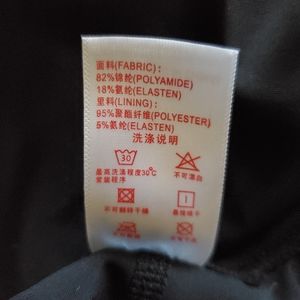 面料(FABRIC):
82%锦纶(POLYAMIDE)
18%氨纶(ELASTEN)
里料(LINING):
95%聚酯纤维(POLYESTER)
5%氨纶(ELASTEN)
洗涤说明
30
最高洗涤程度30℃ 不可漂白
常规程序
不可翻转干燥 悬挂晾干